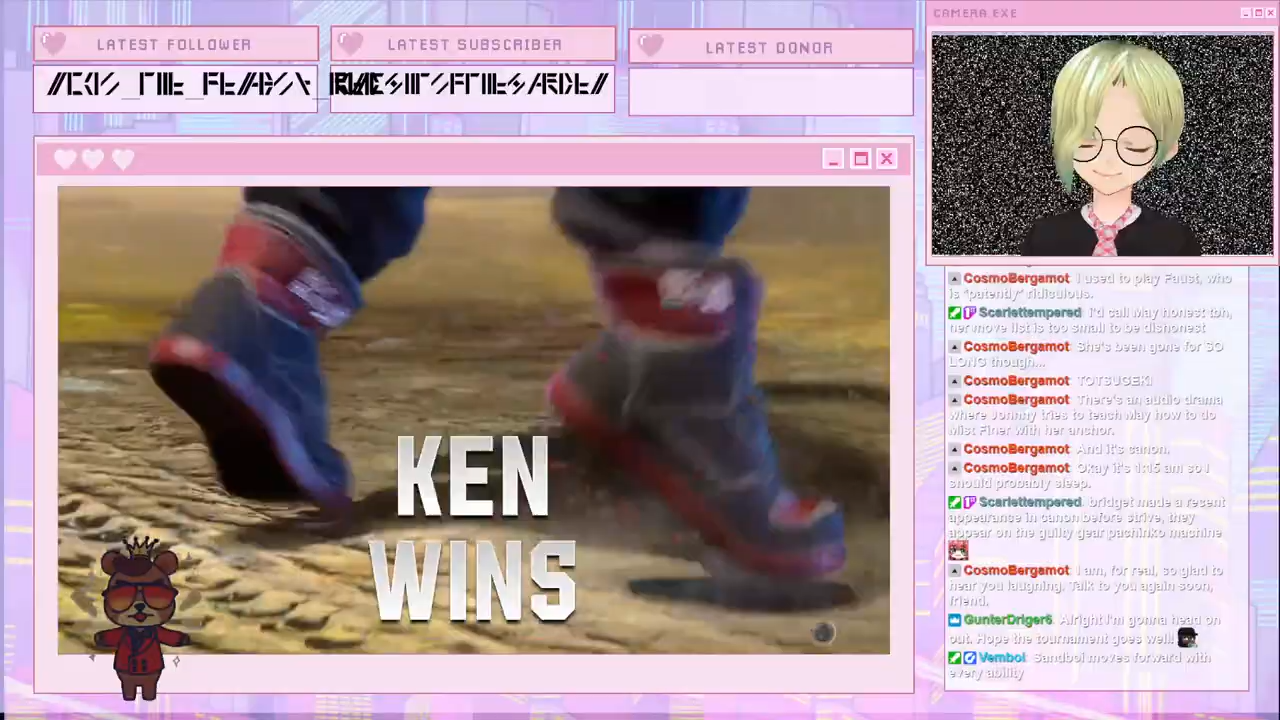 LATEST FOLLOWER
LATEST SUBSCRIBER
LATEST DONOR
CAMERA.EXE
KEN
WINS
CosmoBergamot I used to play Faust, who
is *patently* ridiculous.
Scarlettempered I'd call May honest tbh,
her move list is too small to be dishonest
CosmoBergamot She's been gone for SO
LONG though...
CosmoBergamot TOTSUGEKI
CosmoBergamot There's an audio drama
where Johnny tries to teach May how to do
Mist Finer with her anchor.
CosmoBergamot And it's canon.
CosmoBergamot Okay it's 1:15 am so I
should probably sleep.
Scarlettempered bridget made a resent
appearance in canon before strive, they
appear on the guilty gear pachinko machine
CosmoBergamot I am, for real, so glad to
hear you laughing. Talk to you again soon,
friend.
GunterDriger6 Alright I'm gonna head on
out. Hope the tournament goes well!
Vemboi Sandboi moves forward with
every ability